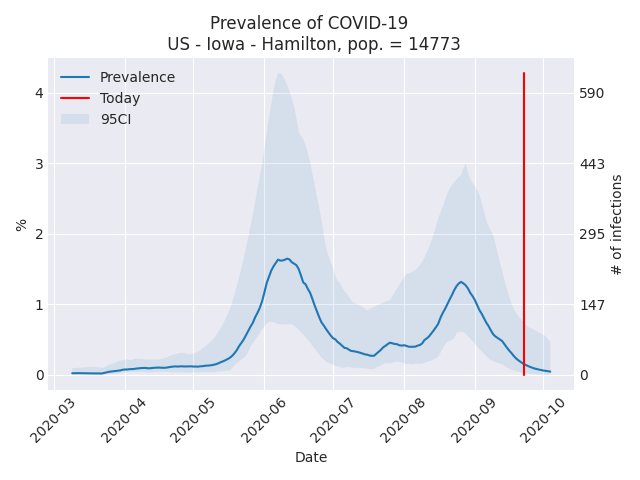 Prevalence of COVID-19
US - Iowa - Hamilton, pop. = 14773
Prevalence
Today
95CI
4
3
2
1
0
%
590
443
295
147
0
# of infections
2020-03
2020-04
2020-05
2020-06
2020-07
2020-08
2020-09
2020-10
Date